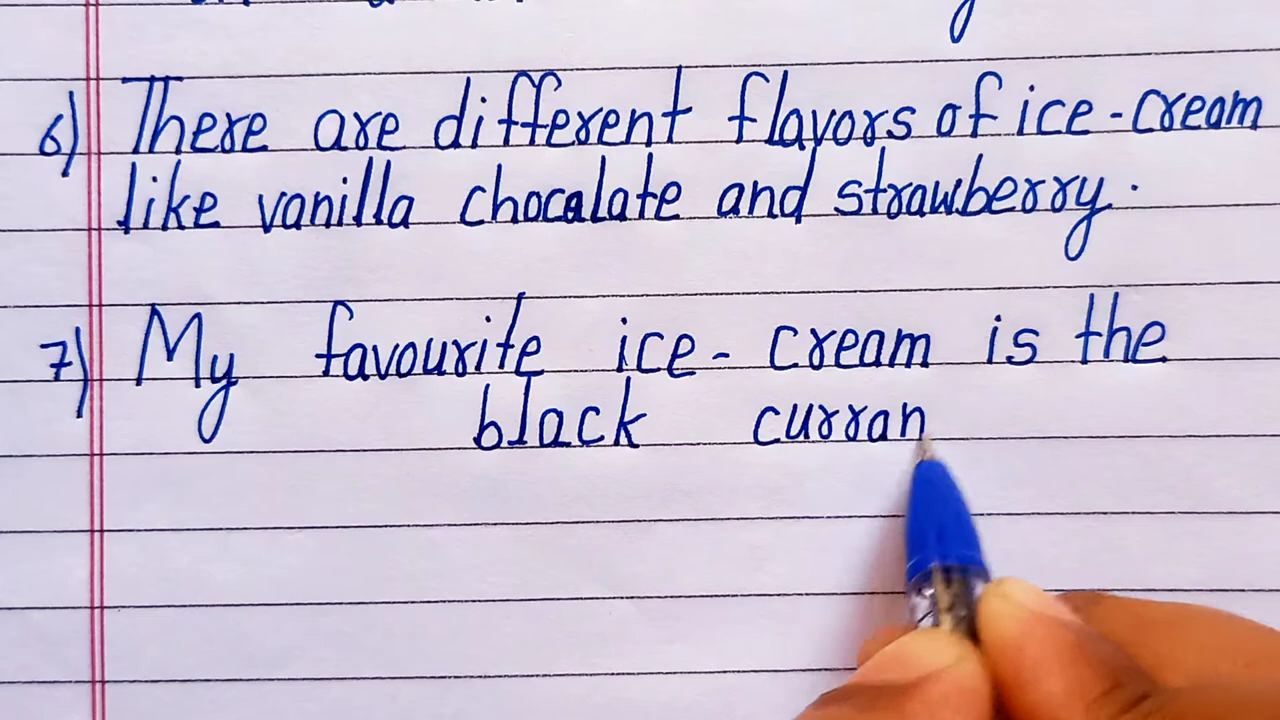 6) There are different flavors of ice-cream
like vanilla chocalate and strawberry.
7) My favourite ice-cream is the
black curran